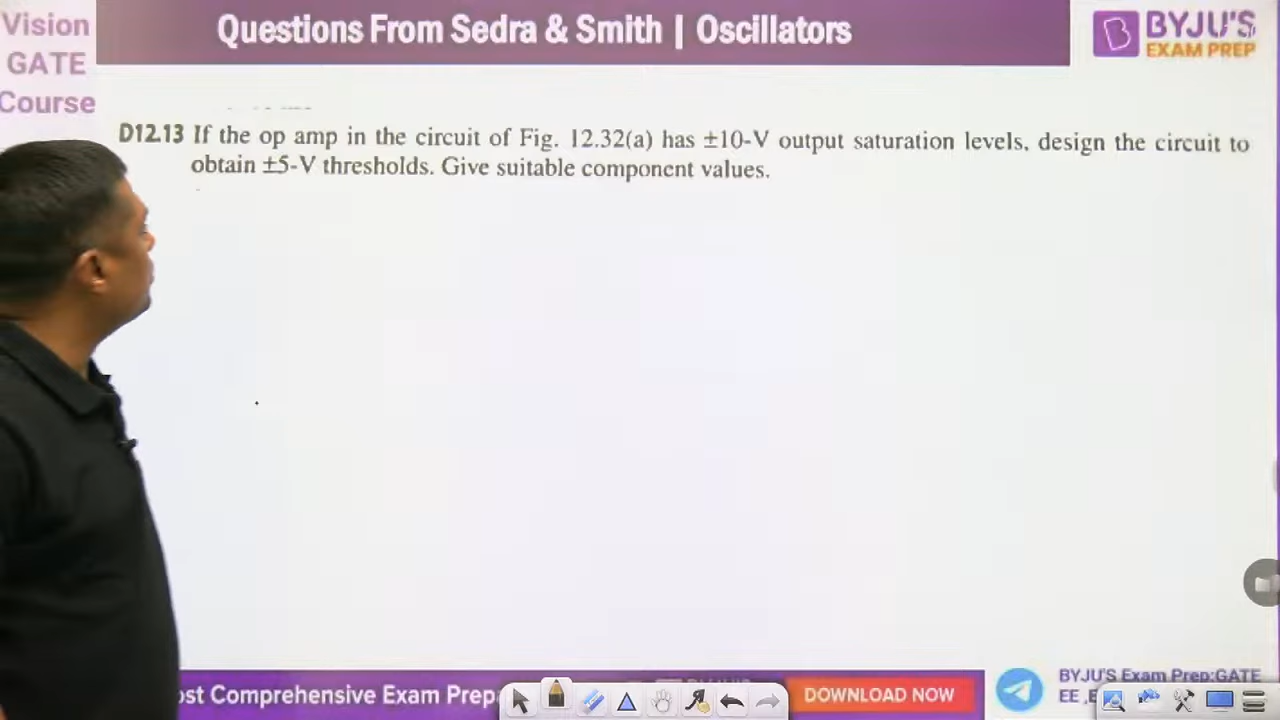 Vision
GATE
Course
Questions From Sedra & Smith | Oscillators
BYJU'S
EXAM PREP
D12.13 If the op amp in the circuit of Fig. 12.32(a) has ±10-V output saturation levels, design the circuit to
obtain ±5-V thresholds. Give suitable component values.
ost Comprehensive Exam Prepa
DOWNLOAD NOW
BYJU'S Exam Prep:GATE
EE ,E